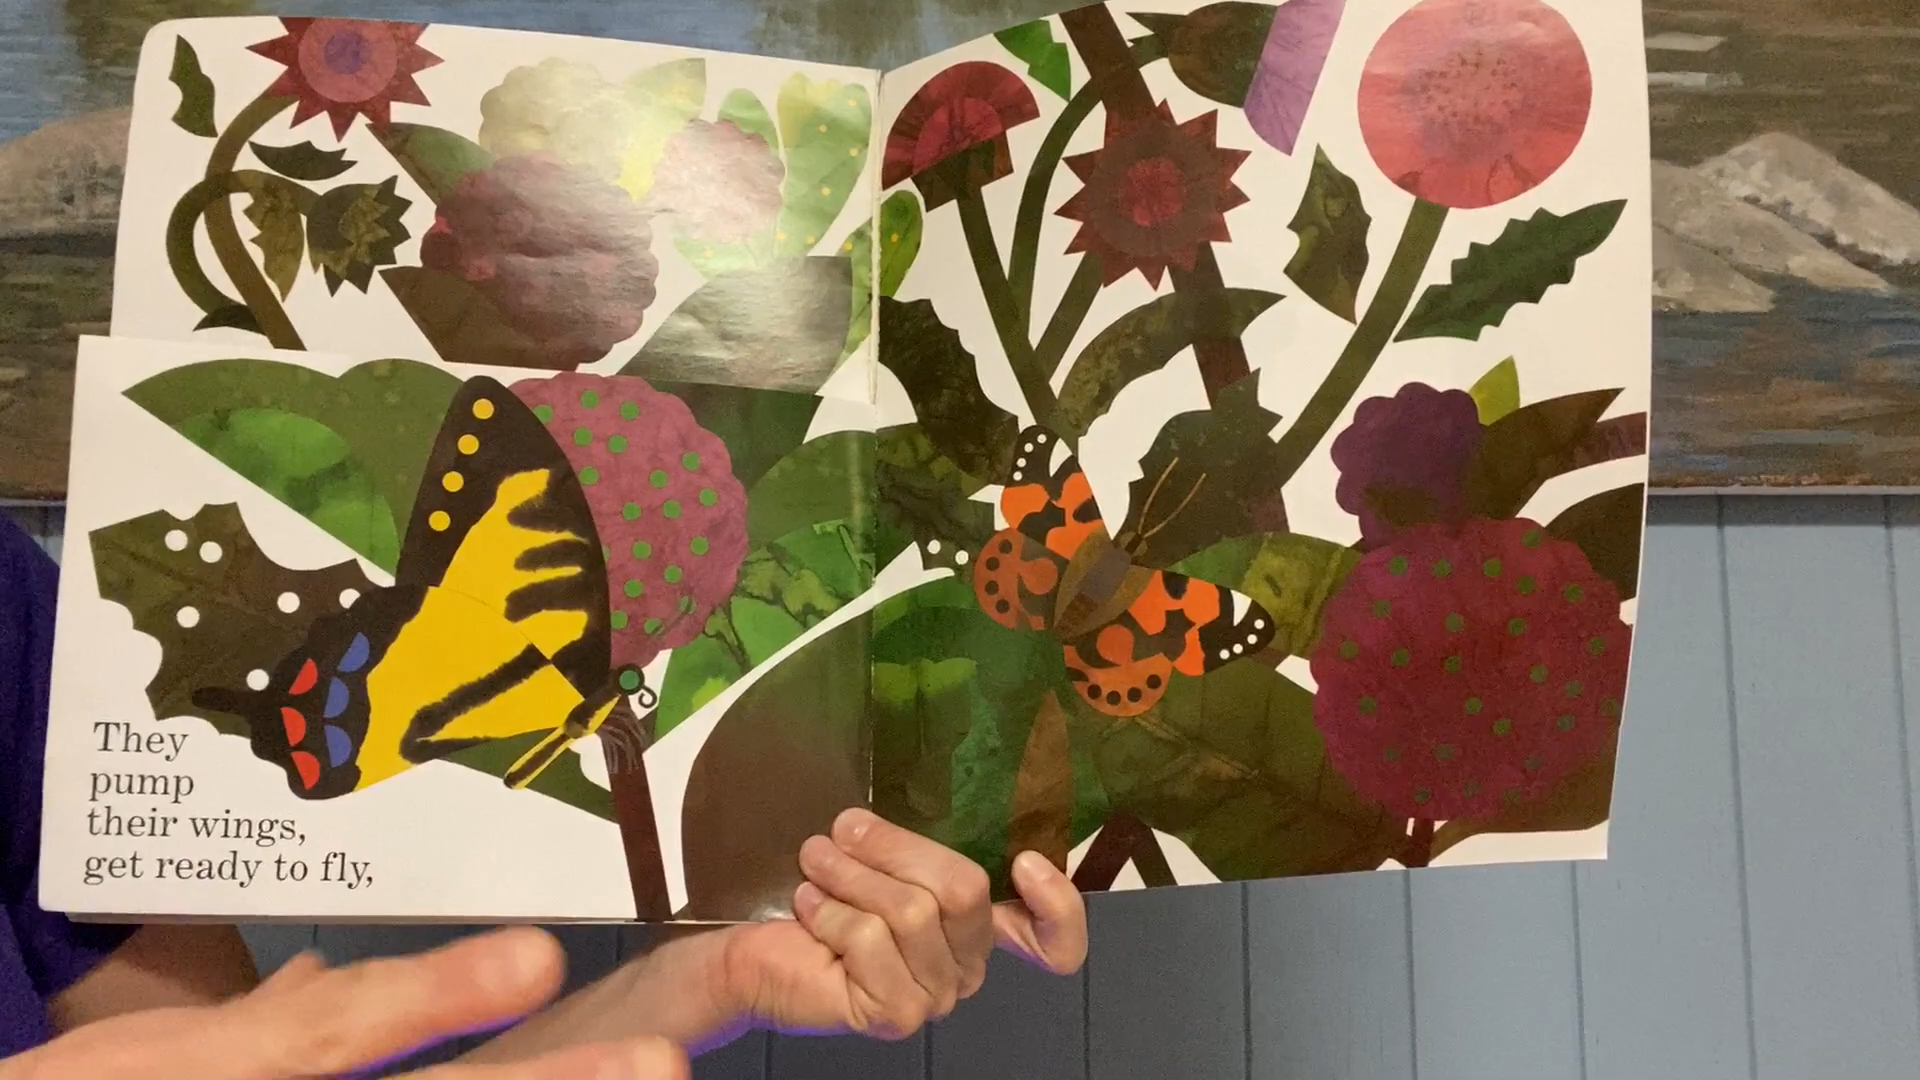 They
pump
their wings,
get ready to fly,